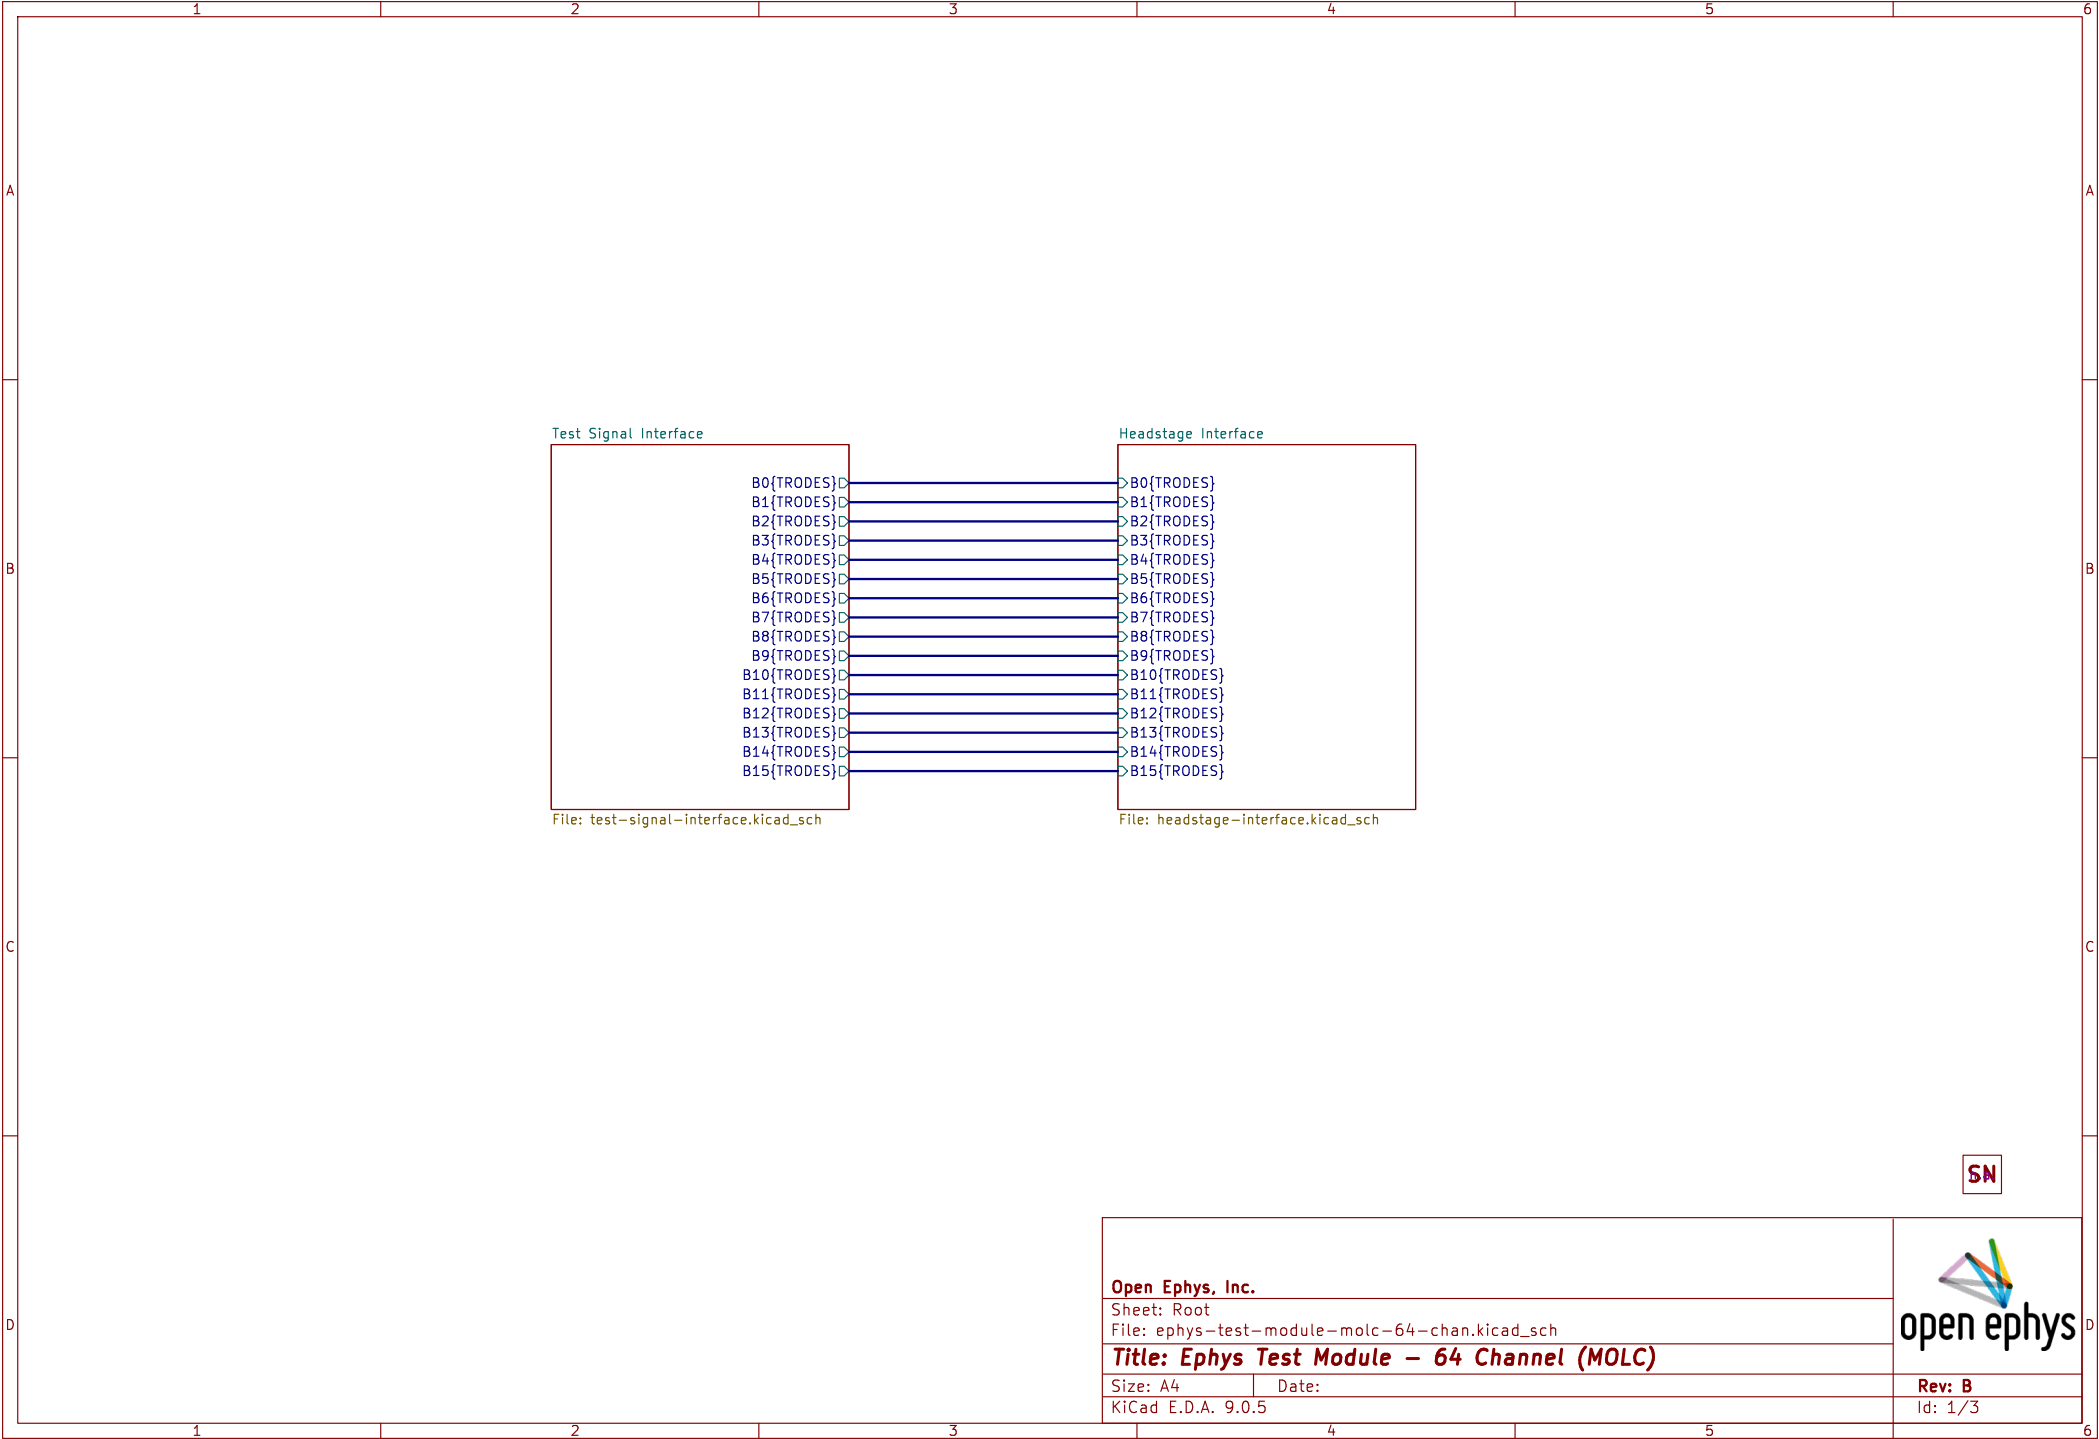 1 2 3 4 5 6
A A
Test Signal Interface
Headstage Interface
B0{TRODES} B0{TRODES}
B1{TRODES} B1{TRODES}
B2{TRODES} B2{TRODES}
B3{TRODES} B3{TRODES}
B4{TRODES} B4{TRODES}
B B5{TRODES} B5{TRODES} B
B6{TRODES} B6{TRODES}
B7{TRODES} B7{TRODES}
B8{TRODES} B8{TRODES}
B9{TRODES} B9{TRODES}
B10{TRODES} B10{TRODES}
B11{TRODES} B11{TRODES}
B12{TRODES} B12{TRODES}
B13{TRODES} B13{TRODES}
B14{TRODES} B14{TRODES}
B15{TRODES} B15{TRODES}
File: test-signal-interface.kicad_sch
File: headstage-interface.kicad_sch
C C
SN
Open Ephys, Inc.
Sheet: Root
File: ephys-test-module-molc-64-chan.kicad_sch
open ephys
D D
Title: Ephys Test Module - 64 Channel (MOLC)
Size: A4 Date: Rev: B
KiCad E.D.A. 9.0.5 Id: 1/3
1 2 3 4 5 6